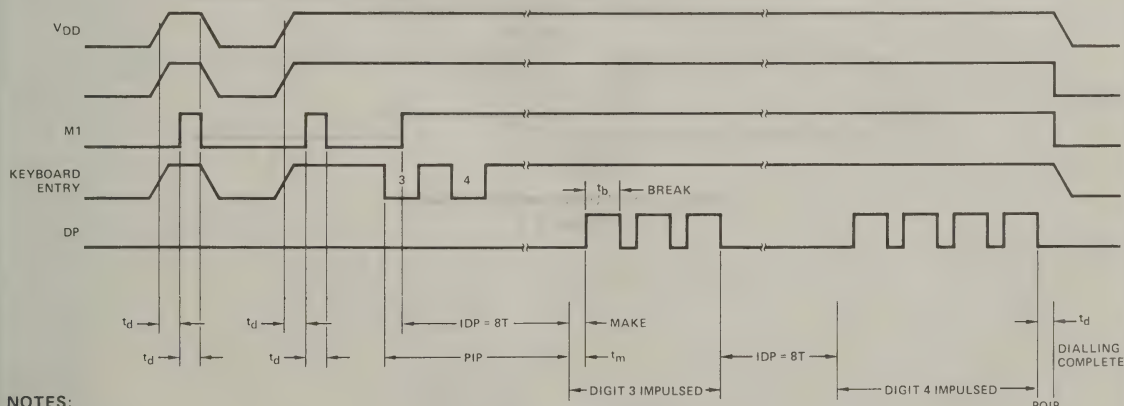 VDD
M1
KEYBOARD
ENTRY
3
4
tb
BREAK
DP
td
td
td
td
IDP = 8T
PIP
MAKE
tm
IDP = 8T
td
DIALLING
COMPLETE
DIGIT 3 IMPULSED
DIGIT 4 IMPULSED
POIP
NOTES: